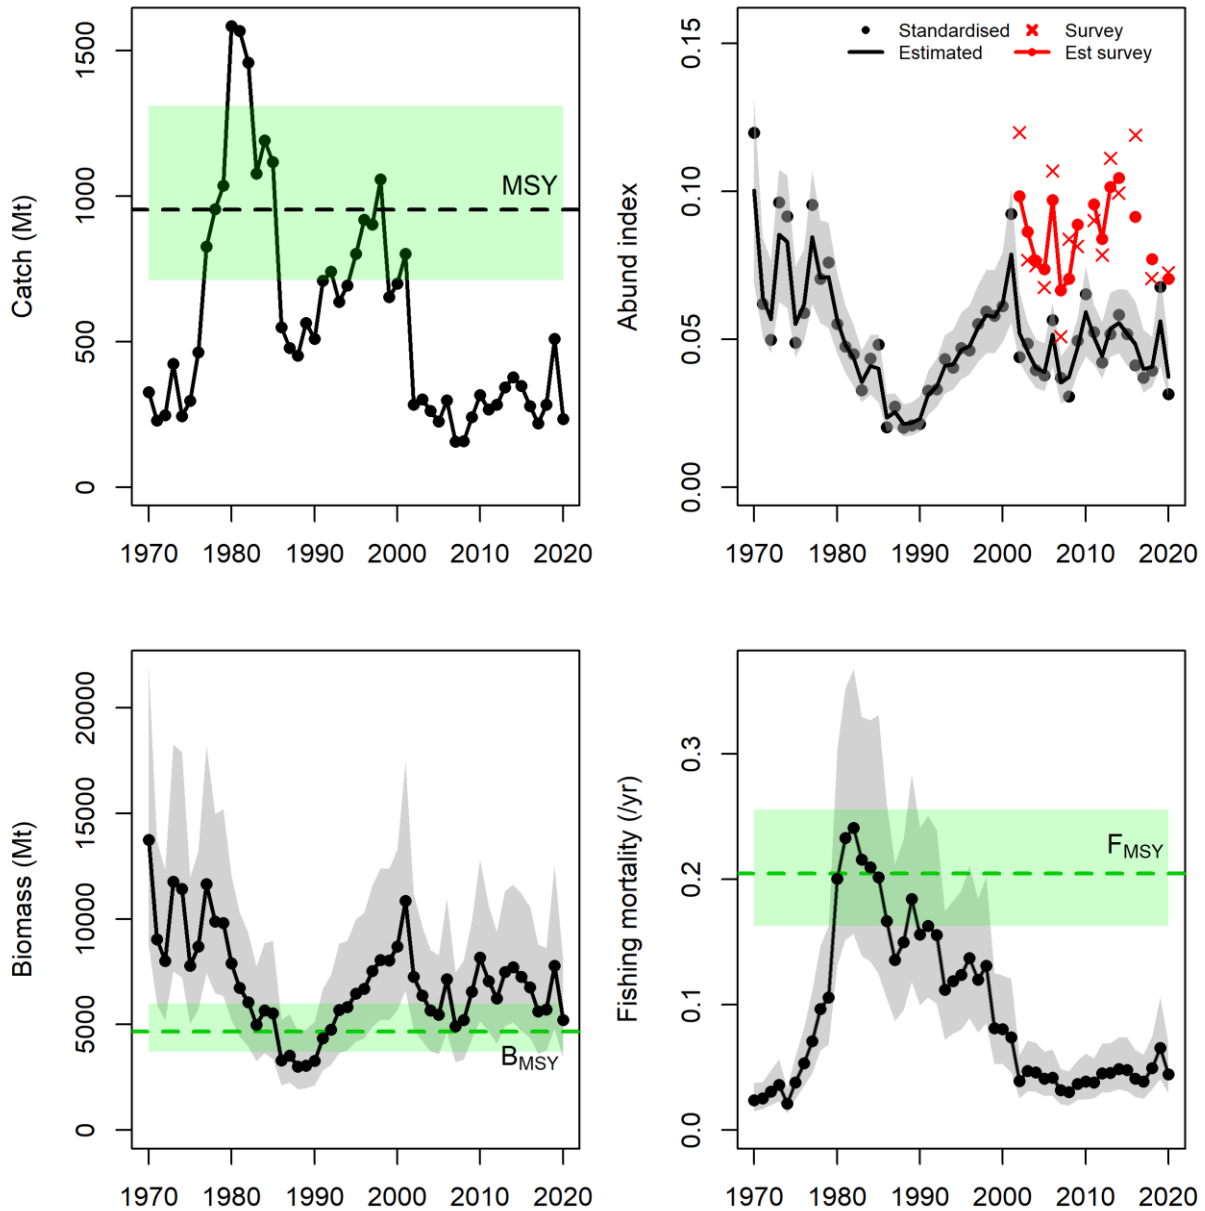 Catch (Mt)
1500
1000
500
0
MSY
1970 1980 1990 2000 2010 2020
Abund index
0.15
0.10
0.05
0.00
Standardised Survey
Estimated Est survey
1970 1980 1990 2000 2010 2020
Biomass (Mt)
20000
15000
10000
5000
0
BMSY
1970 1980 1990 2000 2010 2020
Fishing mortality (/yr)
0.3
0.2
0.1
0.0
FMSY
1970 1980 1990 2000 2010 2020